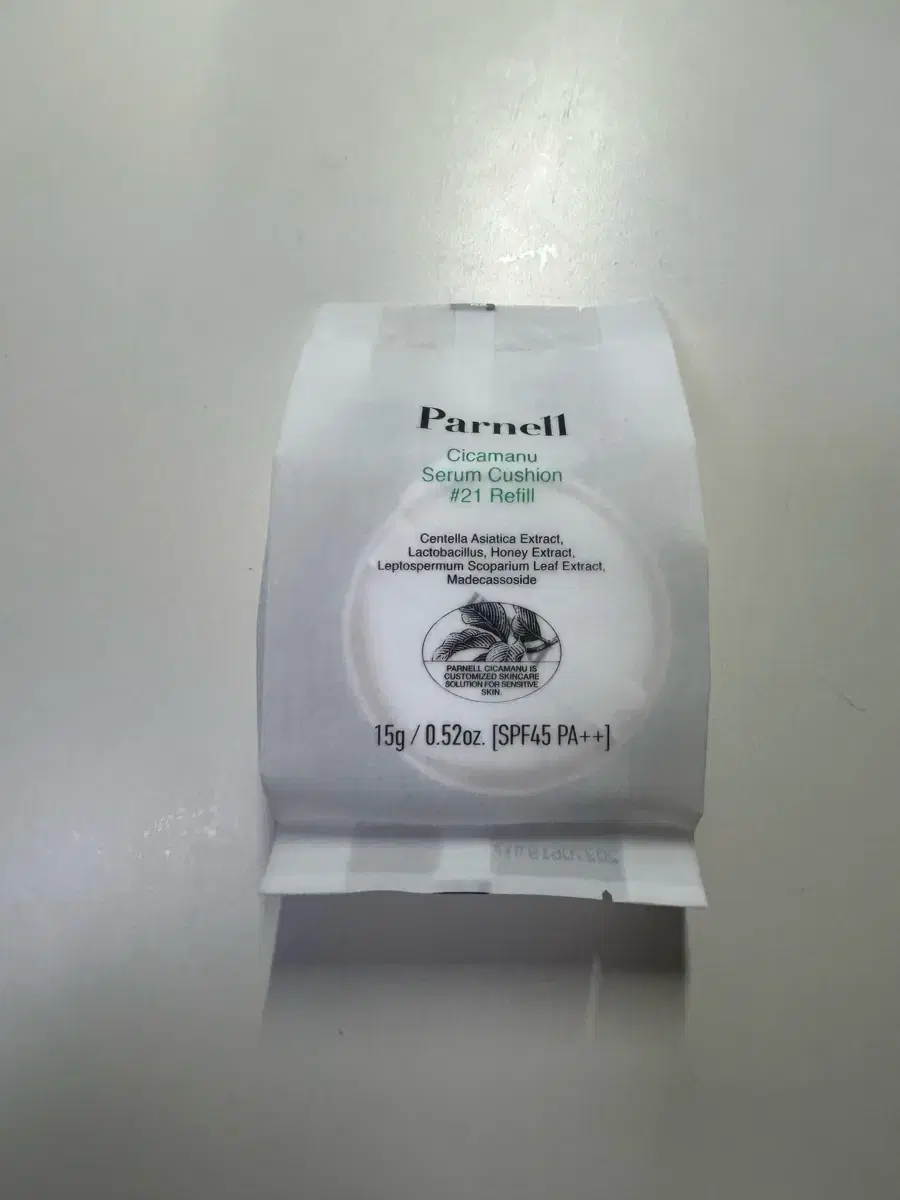 Parnell
Cicamanu
Serum Cushion
#21 Refill
Centella Asiatica Extract,
Lactobacillus, Honey Extract,
Leptospermum Scoparium Leaf Extract,
Madecassoside
PARNELL CICAMANU IS
CUSTOMIZED SKINCARE
SOLUTION FOR SENSITIVE
SKIN.
15g / 0.52oz. [SPF45 PA++]